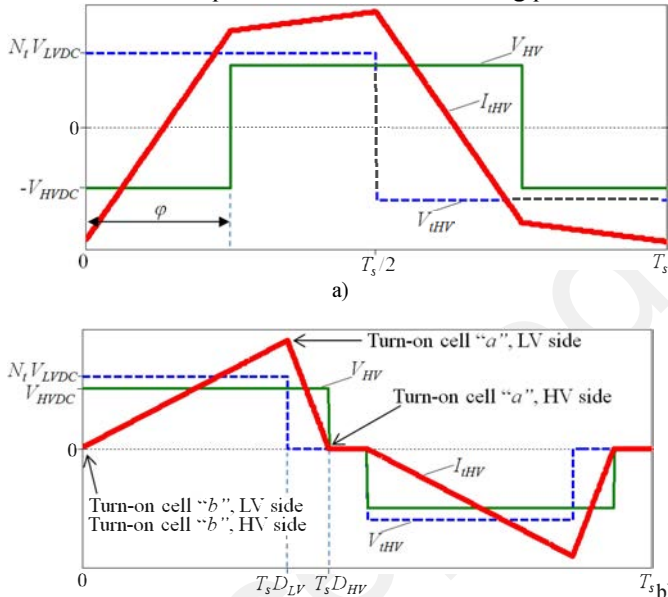 N_t V_LVDC
V_HV
I_tHV
0
-V_HVDC
φ
V_tHV
0
T_s/2
T_s
a)
Turn-on cell “a”, LV side
N_t V_LVDC
V_HV
V_HVDC
Turn-on cell “a”, HV side
0
I_tHV
Turn-on cell “b”, LV side
Turn-on cell “b”, HV side
V_tHV
0
T_sD_LV
T_sD_HV
T_s
b